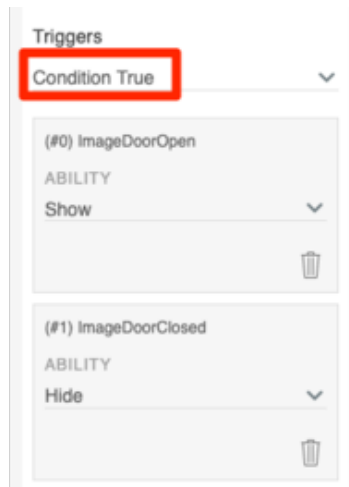 Triggers
Condition True
(#0) ImageDoorOpen
ABILITY
Show
(#1) ImageDoorClosed
ABILITY
Hide